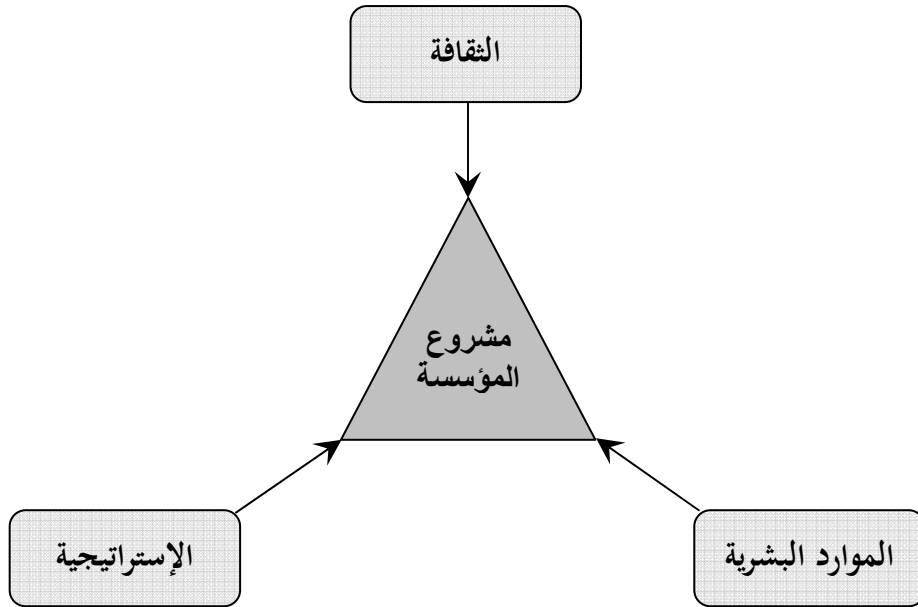 الثقافة
مشروع
المؤسسة
الموارد البشرية
الإستراتيجية